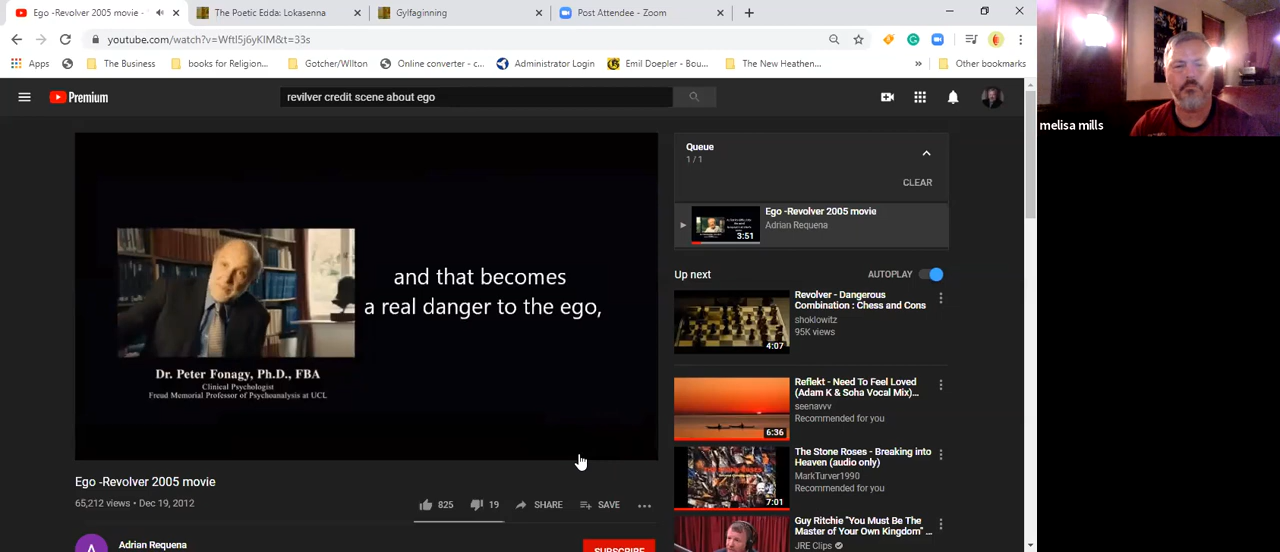 Ego -Revolver 2005 movie -
The Poetic Edda: Lokasenna
Gylfaginning
Post Attendee - Zoom
youtube.com/watch?v=Wftl5j6yKIM&t=33s
Apps
The Business
books for Religion...
Gotcher/WIlton
Online converter - c...
Administrator Login
Emil Doepler - Bou...
The New Heathen...
»
Other bookmarks
Premium
revilver credit scene about ego
melisa mills
and that becomes
a real danger to the ego,
Dr. Peter Fonagy, Ph.D., FBA
Clinical Psychologist
Freud Memorial Professor of Psychoanalysis at UCL
Ego -Revolver 2005 movie
65,212 views • Dec 19, 2012
825
19
SHARE
SAVE
Adrian Requena
SUBSCRIBE
Queue
1 / 1
CLEAR
3:51
Ego -Revolver 2005 movie
Adrian Requena
Up next
AUTOPLAY
4:07
Revolver - Dangerous
Combination : Chess and Cons
shoklowitz
95K views
6:36
Reflekt - Need To Feel Loved
(Adam K & Soha Vocal Mix)...
seenavvv
Recommended for you
7:01
The Stone Roses - Breaking into
Heaven (audio only)
MarkTurver1990
Recommended for you
Guy Ritchie "You Must Be The
Master of Your Own Kingdom" ...
JRE Clips